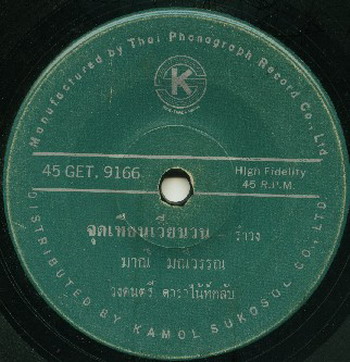 Manufactured by Thai Phonograph Record Co., Ltd.
K
45 GET. 9166
High Fidelity
45 R.P.M.
จุดเทียนเวียนวน – รำวง
มาณี มณีวรรณ
วงดนตรี ดาราไน้ท์คลับ
DISTRIBUTED BY KAMOL SUKOSOL CO., LTD.